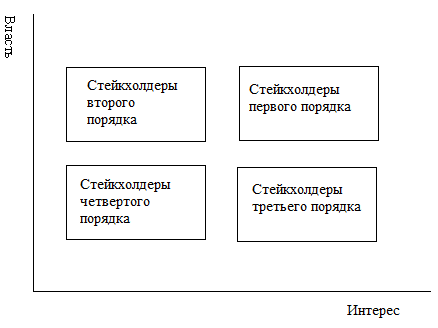 Власть
Стейкхолдеры
второго
порядка
Стейкхолдеры
первого порядка
Стейкхолдеры
четвертого
порядка
Стейкхолдеры
третьего порядка
Интерес